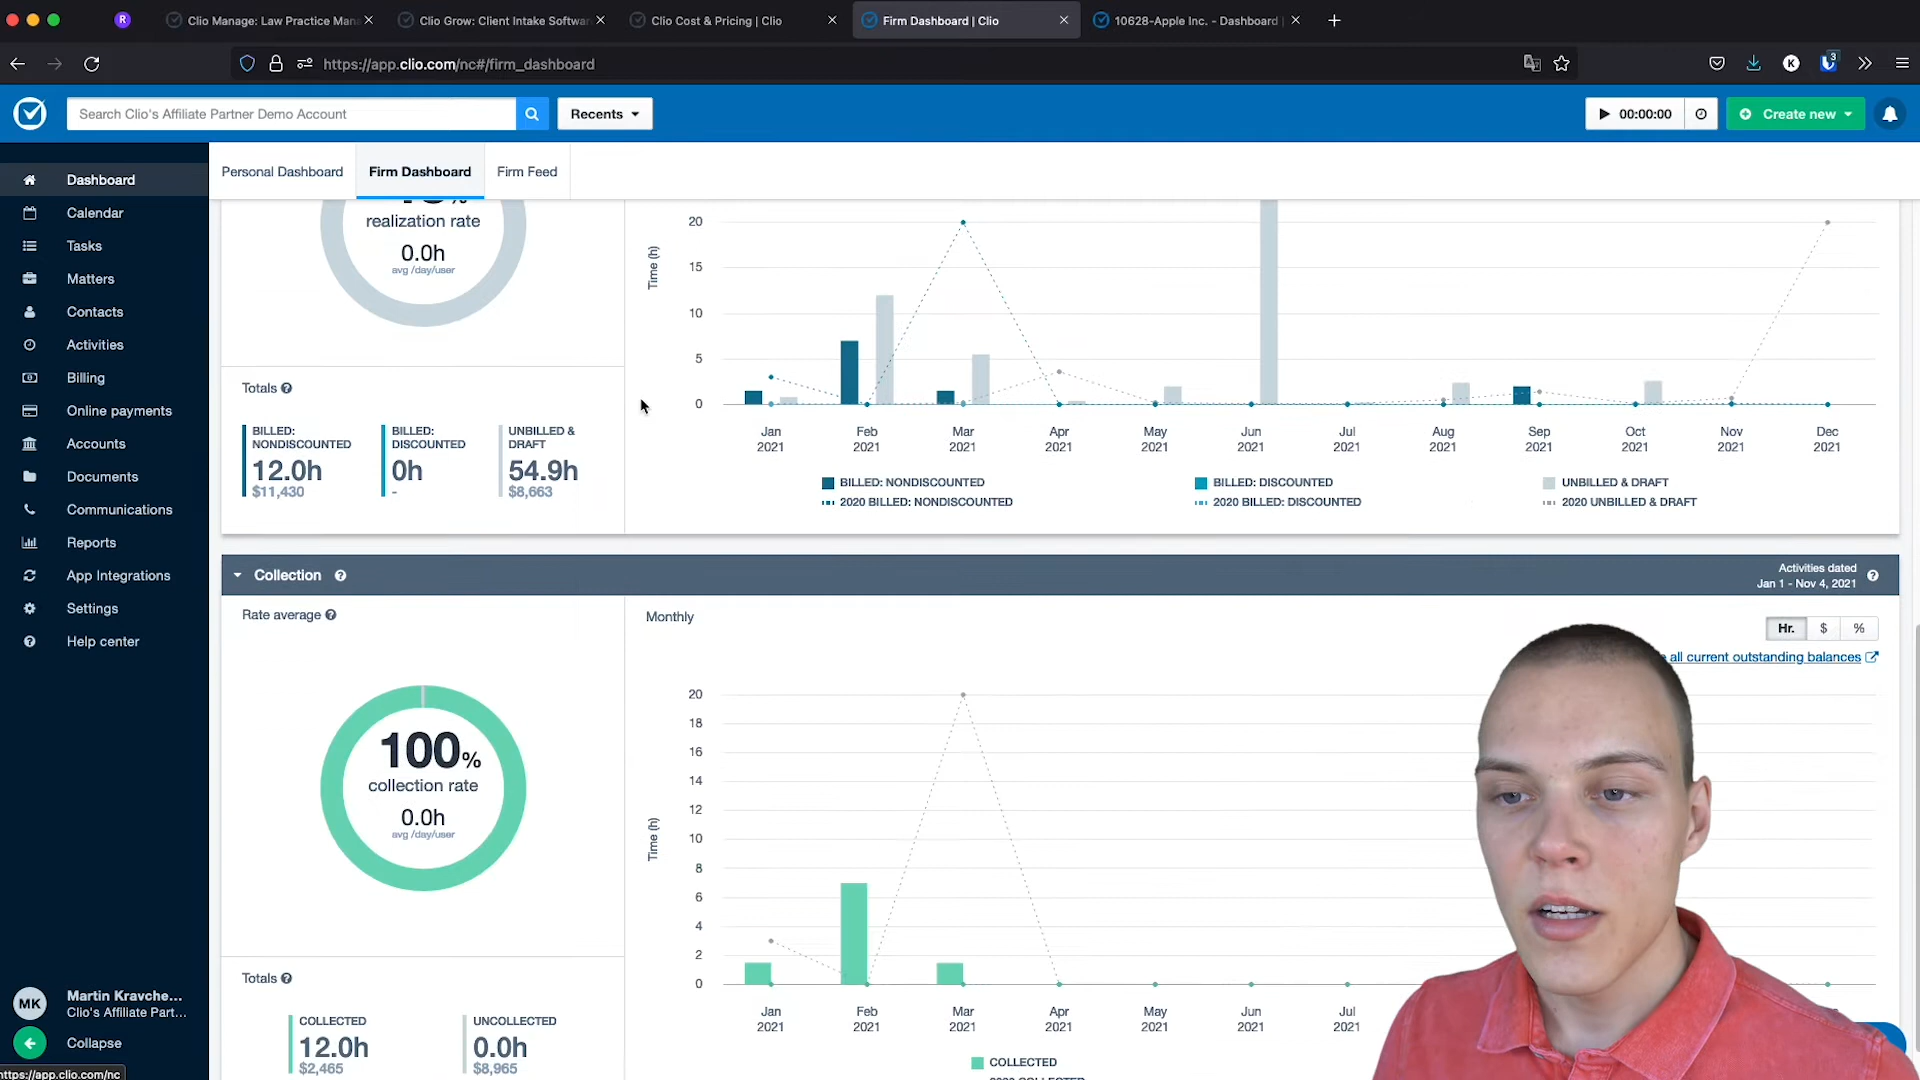 Clio Manage: Law Practice Man
Clio Grow: Client Intake Softwar
Clio Cost & Pricing | Clio
Firm Dashboard | Clio
10628-Apple Inc. - Dashboard |
https://app.clio.com/nc#/firm_dashboard
K
3
Search Clio's Affiliate Partner Demo Account
Recents
00:00:00
Create new
Personal Dashboard
Firm Dashboard
Firm Feed
Dashboard
Calendar
Tasks
Matters
Contacts
Activities
Billing
Online payments
Accounts
Documents
Communications
Reports
App Integrations
Settings
Help center
MK
Martin Kravche...
Clio's Affiliate Part...
Collapse
https://app.clio.com/nc
realization rate
0.0h
avg /day/user
Totals
BILLED: NONDISCOUNTED
12.0h
$11,430
BILLED: DISCOUNTED
0h
-
UNBILLED & DRAFT
54.9h
$8,663
Time (h)
20
15
10
5
0
Jan 2021
Feb 2021
Mar 2021
Apr 2021
May 2021
Jun 2021
Jul 2021
Aug 2021
Sep 2021
Oct 2021
Nov 2021
Dec 2021
BILLED: NONDISCOUNTED
BILLED: DISCOUNTED
UNBILLED & DRAFT
2020 BILLED: NONDISCOUNTED
2020 BILLED: DISCOUNTED
2020 UNBILLED & DRAFT
Collection
Activities dated
Jan 1 - Nov 4, 2021
Rate average
100%
collection rate
0.0h
avg /day/user
Totals
COLLECTED
12.0h
$2,465
UNCOLLECTED
0.0h
$8,965
Monthly
Hr.
$
%
all current outstanding balances
Time (h)
20
18
16
14
12
10
8
6
4
2
0
Jan 2021
Feb 2021
Mar 2021
Apr 2021
May 2021
Jun 2021
Jul 2021
COLLECTED